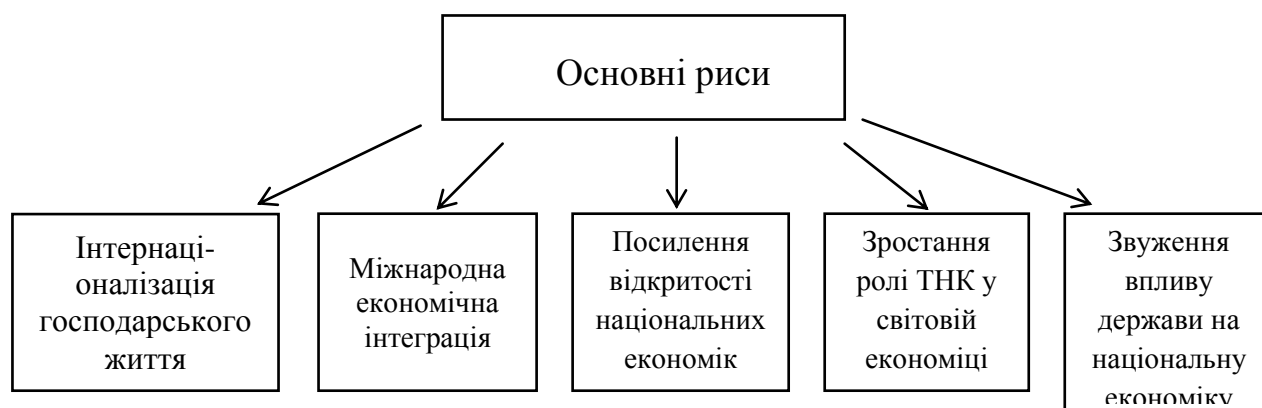 Основні риси
Інтернаці-
оналізація
господарського
життя
Міжнародна
економічна
інтеграція
Посилення
відкритості
національних
економік
Зростання
ролі ТНК у
світовій
економіці
Звуження
впливу
держави на
національну
економіку